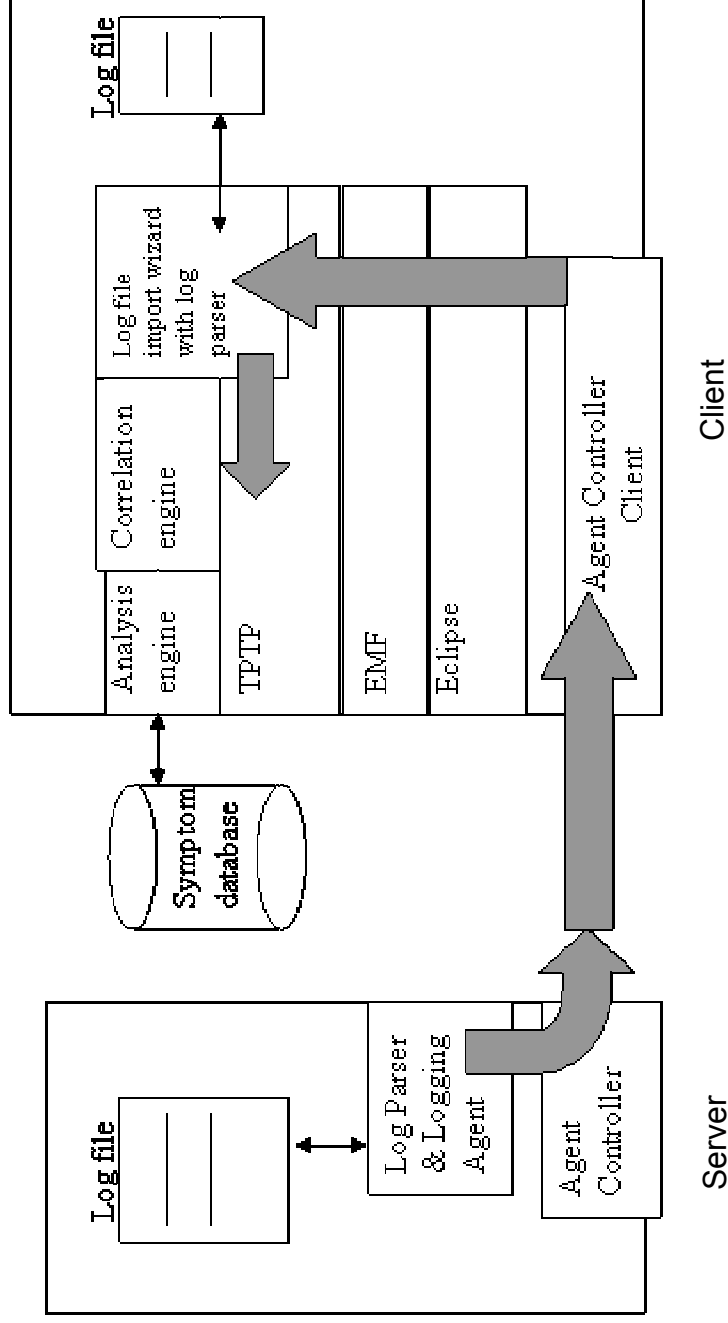 Log file
Log Parser
& Logging
Agent
Agent
Controller
Server
Symptom
database
Analysis
engine
Correlation
engine
Log file
import wizard
with log
parser
Log file
TPTP
EMF
Eclipse
Agent Controller
Client
Client